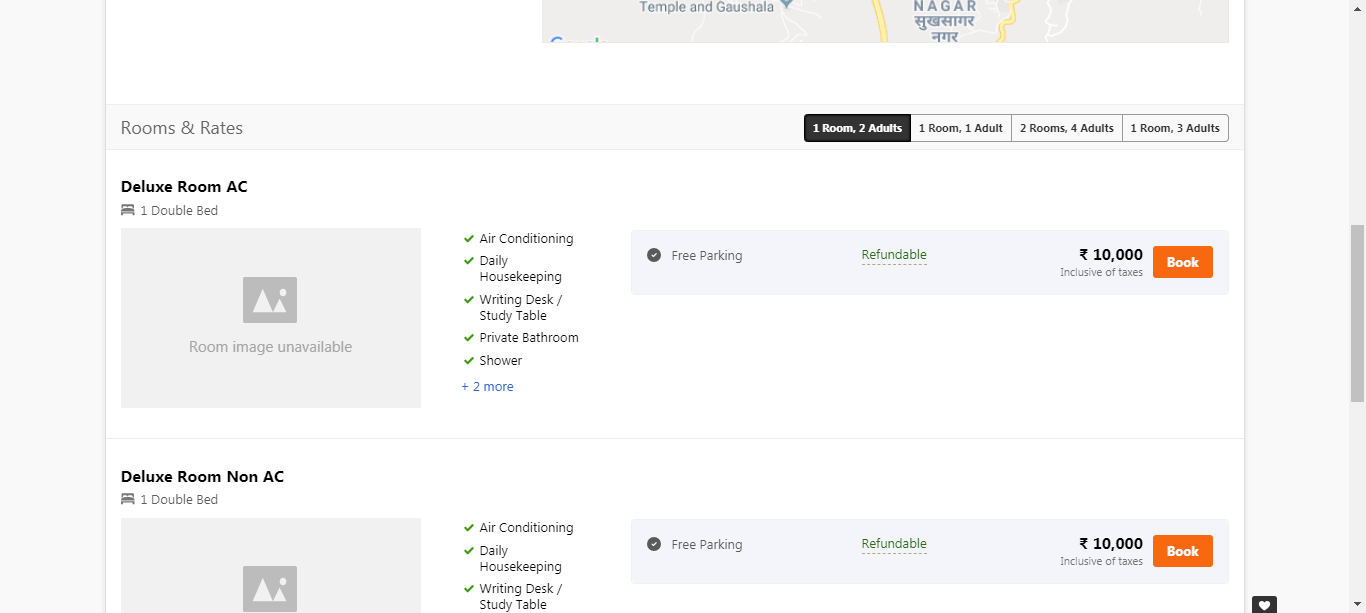 Temple and Gaushala
NAGAR
सुखसागर
नगर
Rooms & Rates
1 Room, 2 Adults
1 Room, 1 Adult
2 Rooms, 4 Adults
1 Room, 3 Adults
Deluxe Room AC
1 Double Bed
Room image unavailable
Air Conditioning
Daily
Housekeeping
Writing Desk /
Study Table
Private Bathroom
Shower
+ 2 more
Free Parking
Refundable
₹ 10,000
Inclusive of taxes
Book
Deluxe Room Non AC
1 Double Bed
Air Conditioning
Daily
Housekeeping
Writing Desk /
Study Table
Free Parking
Refundable
₹ 10,000
Inclusive of taxes
Book